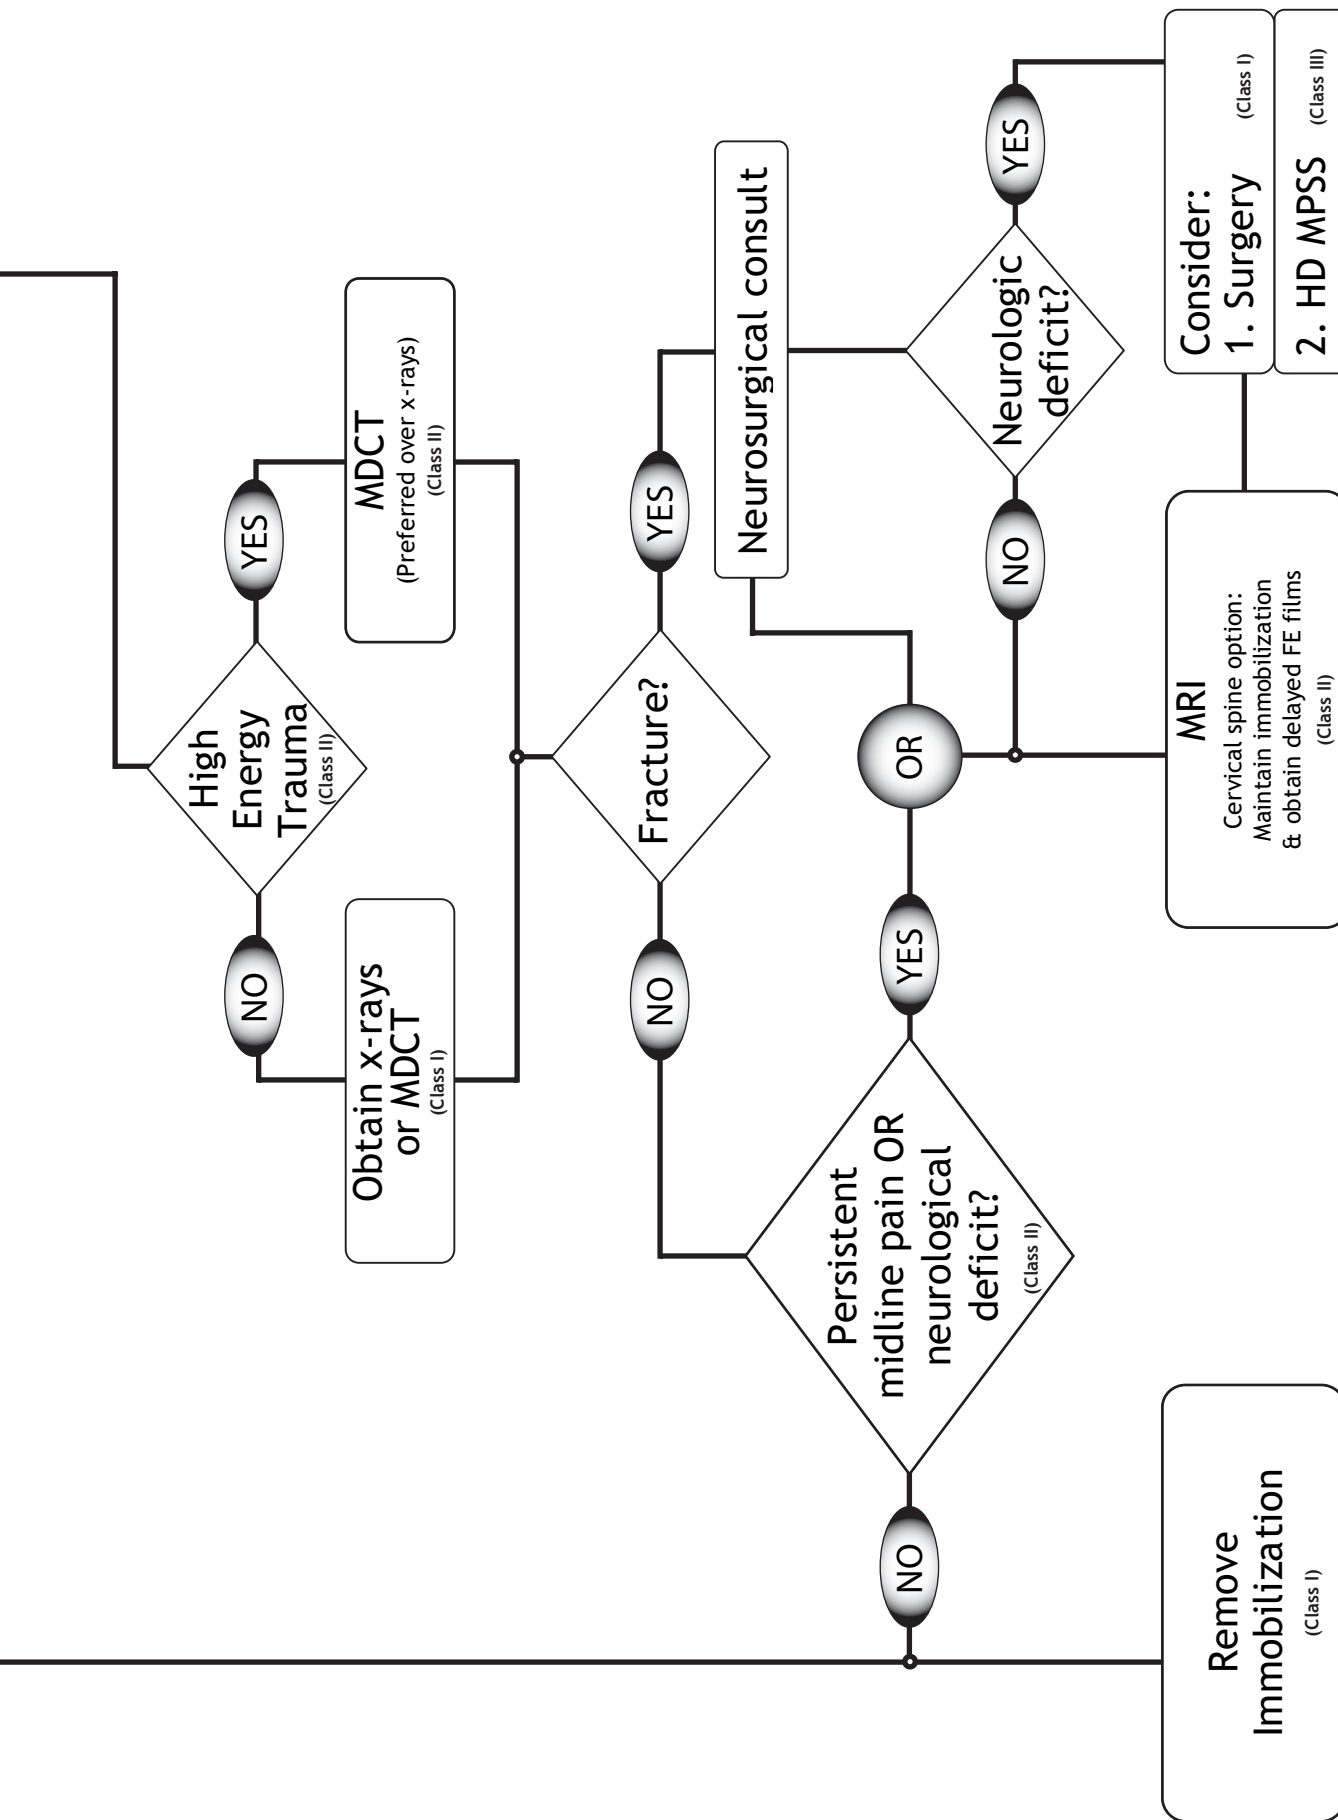 High
Energy
Trauma
(Class II)
NO
YES
Obtain x-rays
or MDCT
(Class I)
MDCT
(Preferred over x-rays)
(Class II)
Fracture?
NO
YES
Neurosurgical consult
Persistent
midline pain OR
neurological
deficit?
(Class II)
NO
YES
OR
Neurologic
deficit?
NO
YES
Remove
Immobilization
(Class I)
MRI
Cervical spine option:
Maintain immobilization
& obtain delayed FE films
(Class II)
Consider:
1. Surgery (Class I)
2. HD MPSS (Class III)